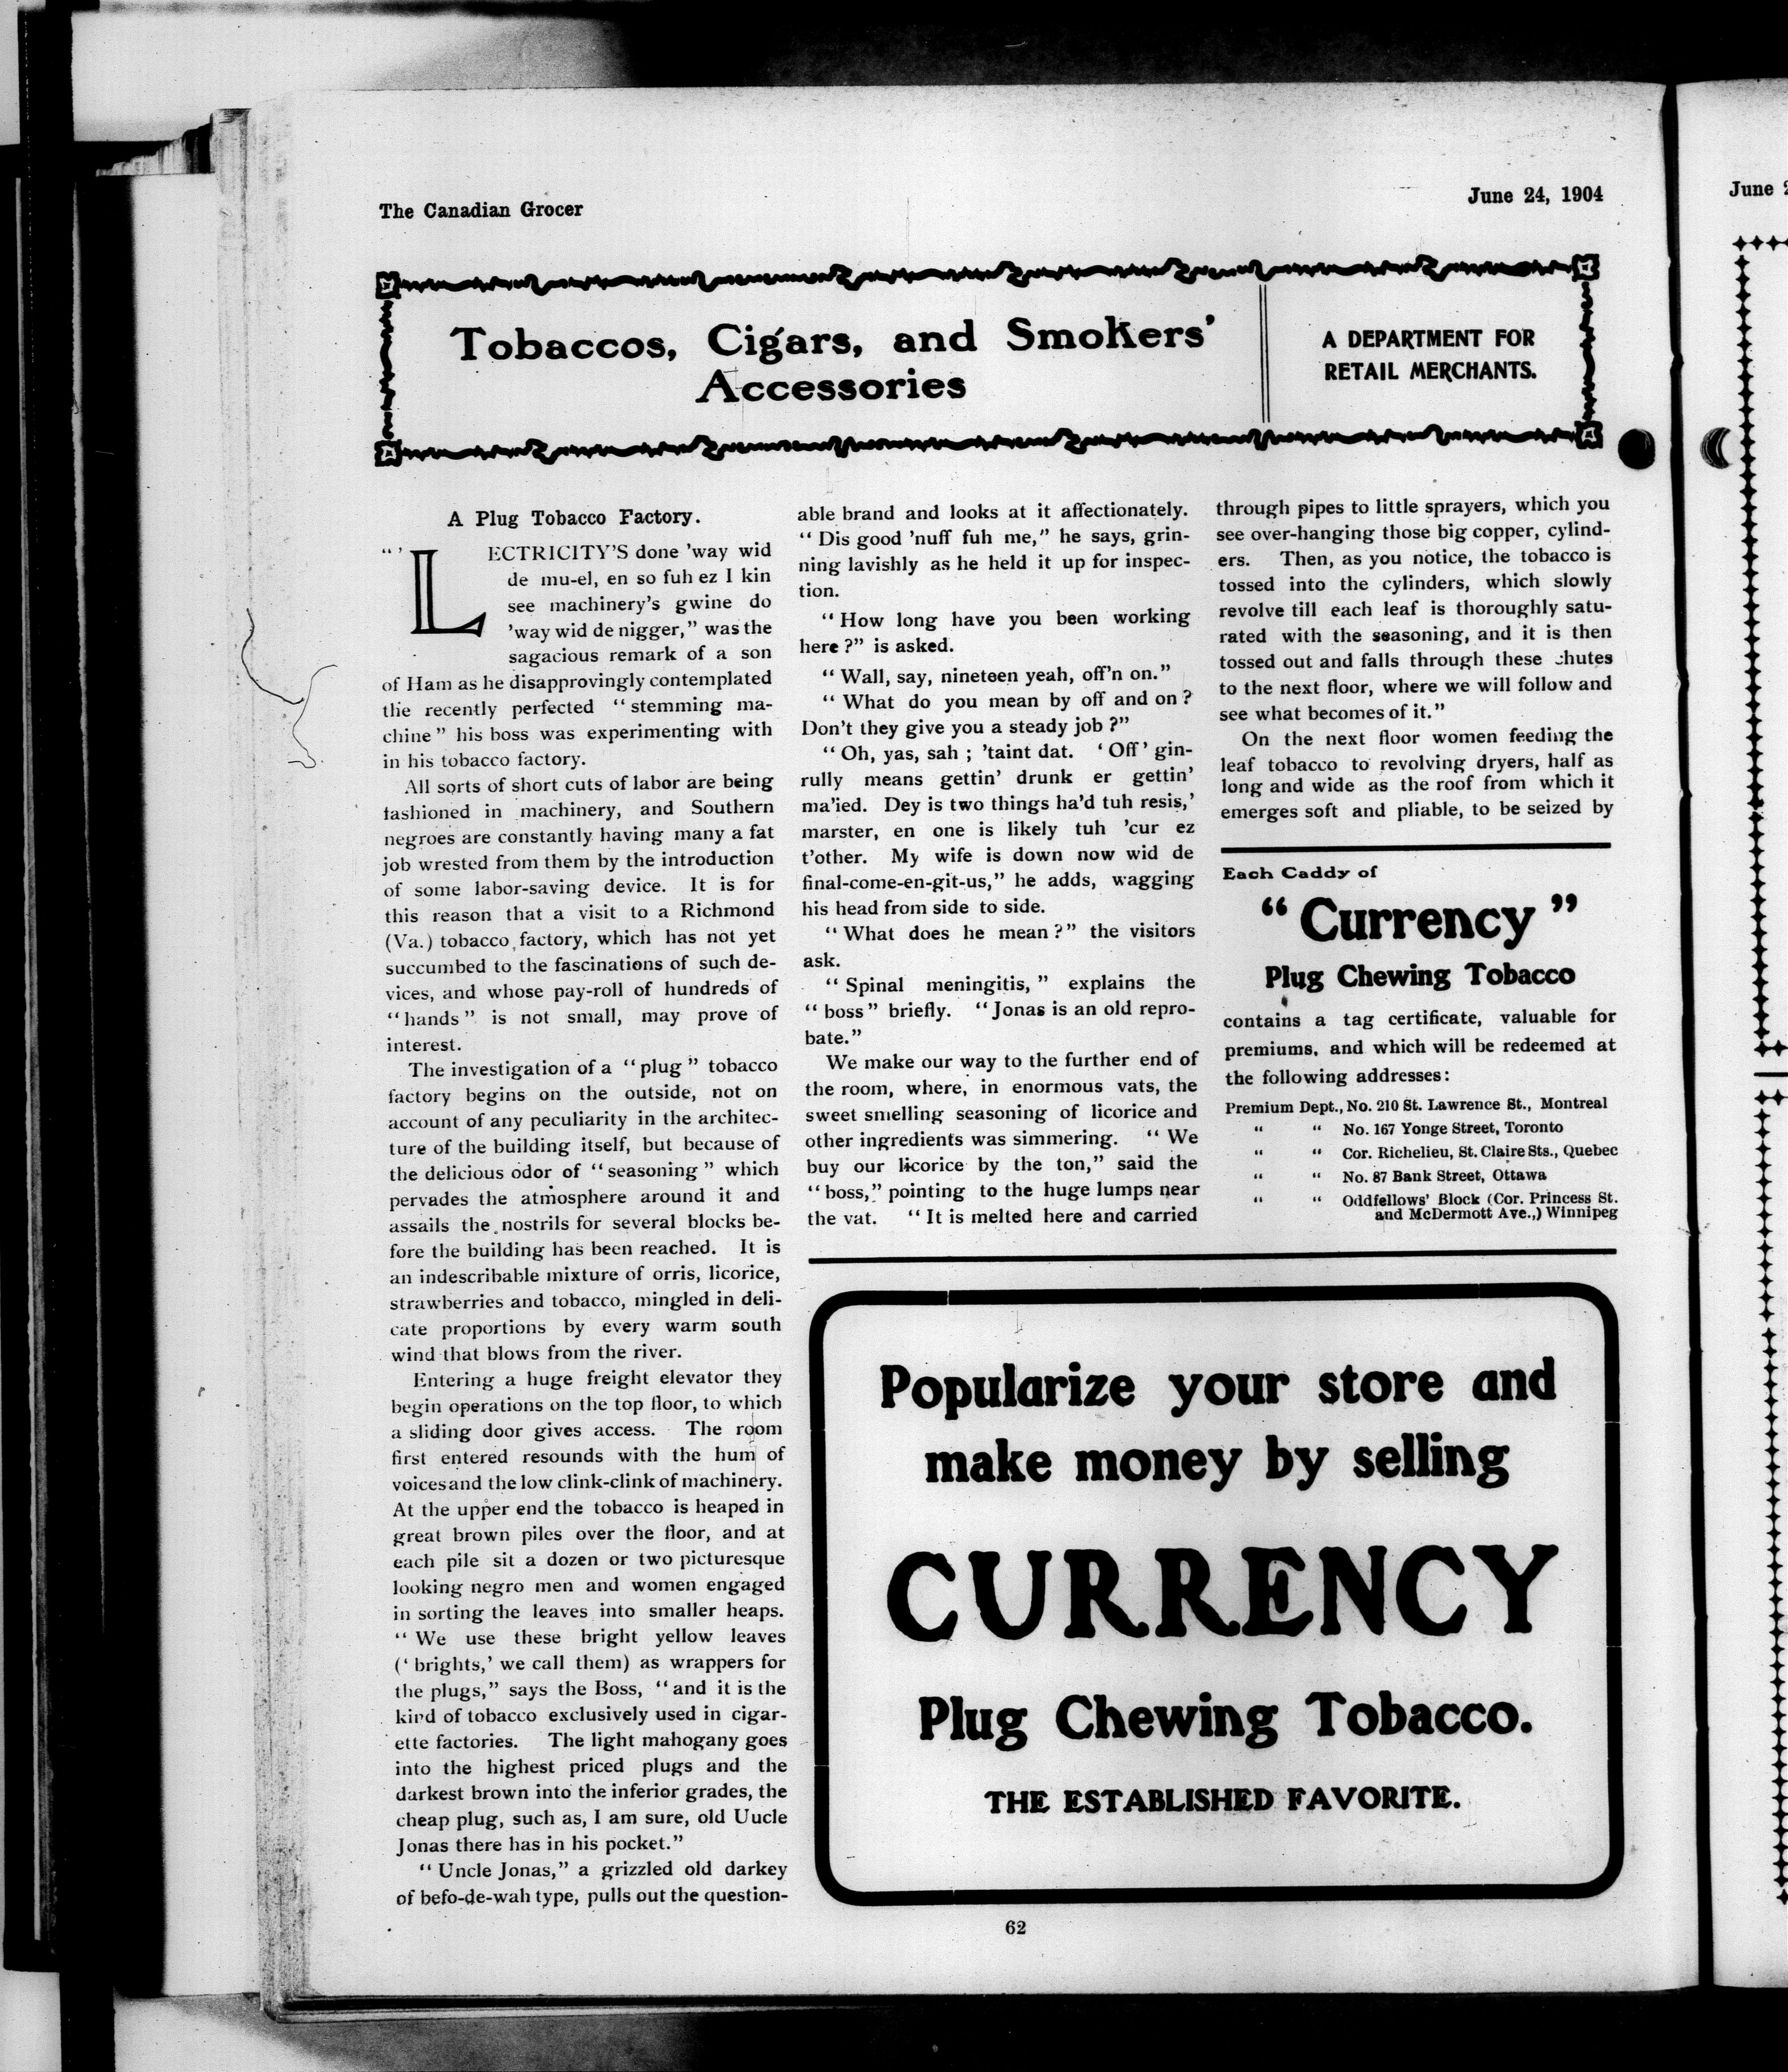 The Canadian Grocer
June 24, 1904
June 2
Tobaccos, Cigars, and Smokers'
Accessories
A DEPARTMENT FOR
RETAIL MERCHANTS.
A Plug Tobacco Factory.
“ ’ LECTRICITY'S done 'way wid
de mu-el, en so fuh ez I kin
see machinery's gwine do
'way wid de nigger,” was the
sagacious remark of a son
of Ham as he disapprovingly contemplated
the recently perfected “stemming ma-
chine” his boss was experimenting with
in his tobacco factory.
All sorts of short cuts of labor are being
fashioned in machinery, and Southern
negroes are constantly having many a fat
job wrested from them by the introduction
of some labor-saving device. It is for
this reason that a visit to a Richmond
(Va.) tobacco factory, which has not yet
succumbed to the fascinations of such de-
vices, and whose pay-roll of hundreds of
“hands” is not small, may prove of
interest.
The investigation of a “plug” tobacco
factory begins on the outside, not on
account of any peculiarity in the architec-
ture of the building itself, but because of
the delicious odor of “seasoning” which
pervades the atmosphere around it and
assails the nostrils for several blocks be-
fore the building has been reached. It is
an indescribable mixture of orris, licorice,
strawberries and tobacco, mingled in deli-
cate proportions by every warm south
wind that blows from the river.
Entering a huge freight elevator they
begin operations on the top floor, to which
a sliding door gives access. The room
first entered resounds with the hum of
voices and the low clink-clink of machinery.
At the upper end the tobacco is heaped in
great brown piles over the floor, and at
each pile sit a dozen or two picturesque
looking negro men and women engaged
in sorting the leaves into smaller heaps.
“We use these bright yellow leaves
(‘brights,’ we call them) as wrappers for
the plugs,” says the Boss, “and it is the
kind of tobacco exclusively used in cigar-
ette factories. The light mahogany goes
into the highest priced plugs and the
darkest brown into the inferior grades, the
cheap plug, such as, I am sure, old Uucle
Jonas there has in his pocket.”
“Uncle Jonas,” a grizzled old darkey
of befo-de-wah type, pulls out the question-
able brand and looks at it affectionately.
“Dis good 'nuff fuh me,” he says, grin-
ning lavishly as he held it up for inspec-
tion.
“How long have you been working
here?” is asked.
“Wall, say, nineteen yeah, off'n on.”
“What do you mean by off and on?
Don't they give you a steady job?”
“Oh, yas, sah; 'taint dat. ‘Off’ gin-
rully means gettin' drunk er gettin'
ma'ied. Dey is two things ha'd tuh resis,'
marster, en one is likely tuh 'cur ez
t'other. My wife is down now wid de
final-come-en-git-us,” he adds, wagging
his head from side to side.
“What does he mean?” the visitors
ask.
“Spinal meningitis,” explains the
“boss” briefly. “Jonas is an old repro-
bate.”
We make our way to the further end of
the room, where, in enormous vats, the
sweet smelling seasoning of licorice and
other ingredients was simmering. “We
buy our licorice by the ton,” said the
“boss,” pointing to the huge lumps near
the vat. “It is melted here and carried
through pipes to little sprayers, which you
see over-hanging those big copper, cylind-
ers. Then, as you notice, the tobacco is
tossed into the cylinders, which slowly
revolve till each leaf is thoroughly satu-
rated with the seasoning, and it is then
tossed out and falls through these chutes
to the next floor, where we will follow and
see what becomes of it.”
On the next floor women feeding the
leaf tobacco to revolving dryers, half as
long and wide as the roof from which it
emerges soft and pliable, to be seized by
Each Caddy of
“Currency”
Plug Chewing Tobacco
contains a tag certificate, valuable for
premiums, and which will be redeemed at
the following addresses:
Premium Dept., No. 210 St. Lawrence St., Montreal
“ “ No. 167 Yonge Street, Toronto
“ “ Cor. Richelieu, St. Claire Sts., Quebec
“ “ No. 87 Bank Street, Ottawa
“ “ Oddfellows' Block (Cor. Princess St.
and McDermott Ave.,) Winnipeg
Popularize your store and
make money by selling
CURRENCY
Plug Chewing Tobacco.
THE ESTABLISHED FAVORITE.
62